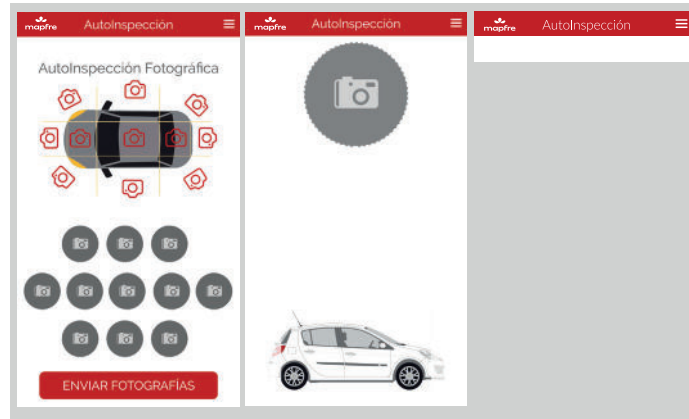 mapfre AutoInspección
AutoInspección Fotográfica
ENVIAR FOTOGRAFÍAS
mapfre AutoInspección
mapfre AutoInspección